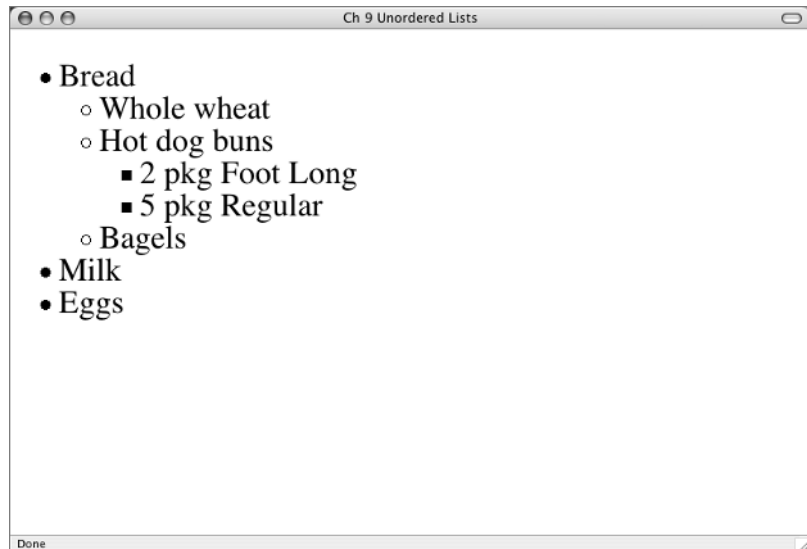 Ch 9 Unordered Lists
Bread
Whole wheat
Hot dog buns
2 pkg Foot Long
5 pkg Regular
Bagels
Milk
Eggs
Done